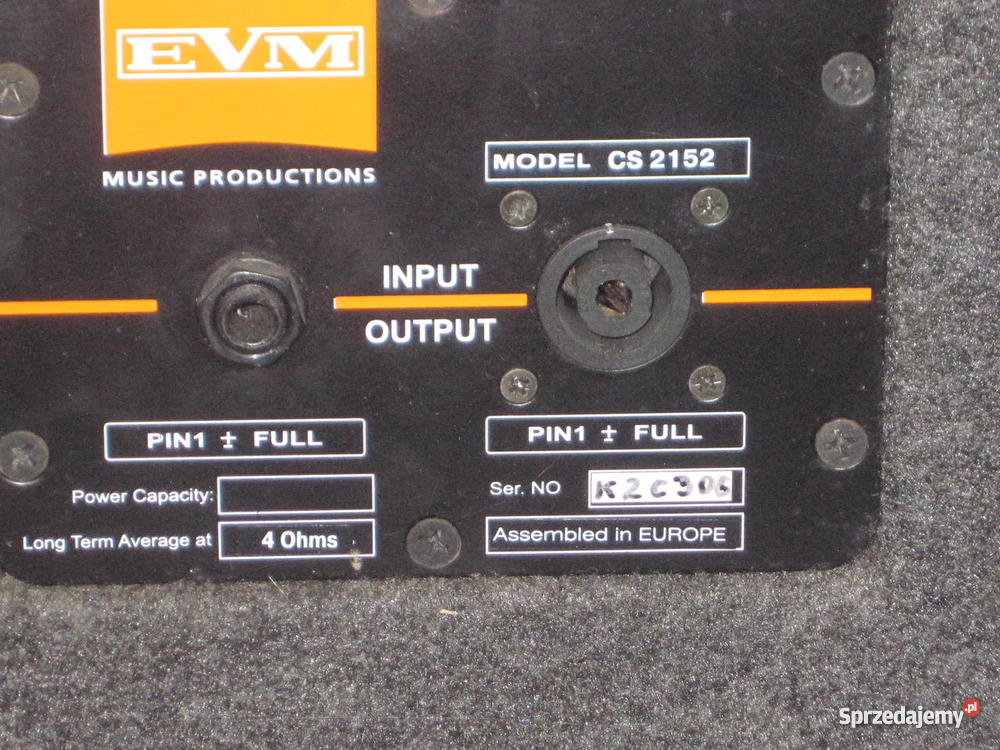 EVM
MUSIC PRODUCTIONS
MODEL CS 2152
INPUT
OUTPUT
PIN1 ± FULL
PIN1 ± FULL
Power Capacity:
Ser. NO K2C306
Long Term Average at 4 Ohms
Assembled in EUROPE
Sprzedajemy.pl